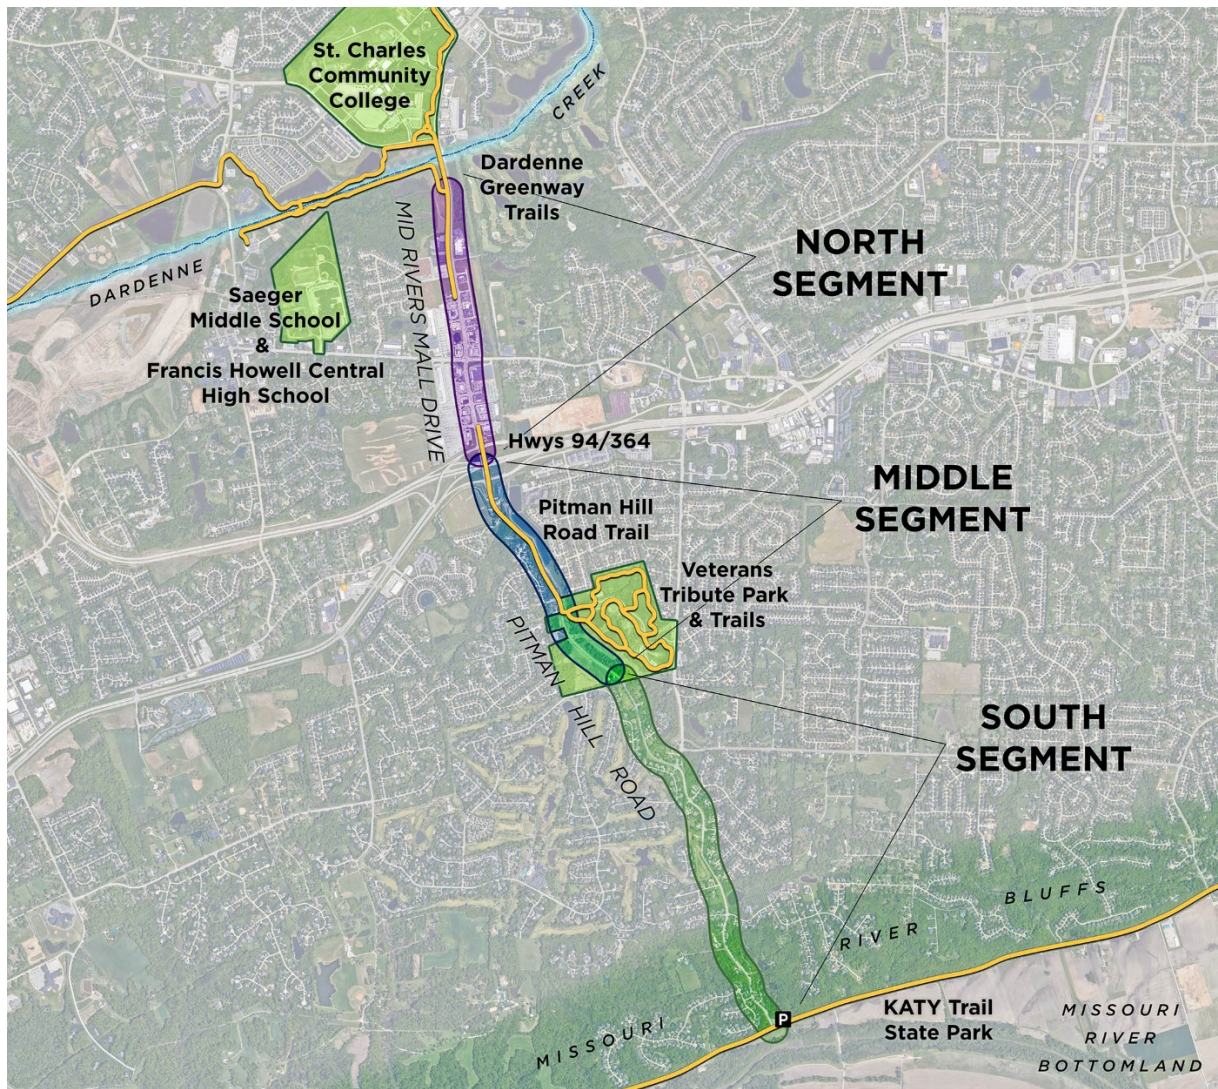 St. Charles
Community
College
CREEK
Dardenne
Greenway
Trails
MID RIVERS MALL DRIVE
NORTH
SEGMENT
DARDENNE
Saeger
Middle School
&
Francis Howell Central
High School
Hwys 94/364
MIDDLE
SEGMENT
Pitman Hill
Road Trail
Veterans
Tribute Park
& Trails
PITMAN HILL ROAD
SOUTH
SEGMENT
MISSOURI RIVER BLUFFS
P
KATY Trail
State Park
MISSOURI
RIVER
BOTTOMLAND